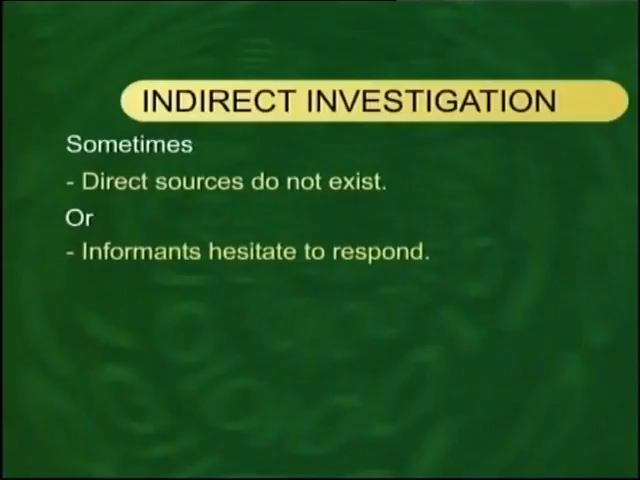 INDIRECT INVESTIGATION
Sometimes
- Direct sources do not exist.
Or
- Informants hesitate to respond.